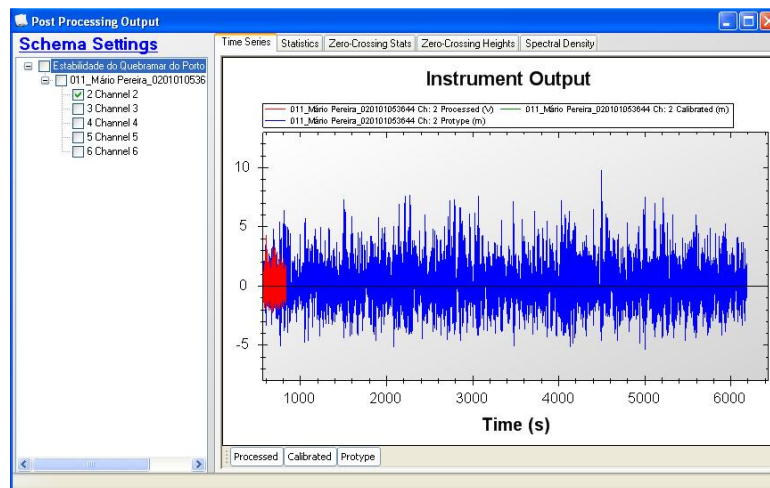 Post Processing Output
Schema Settings
Estabilidade do Quebramar do Porto
011_Mário Pereira_0201010536
2 Channel 2
3 Channel 3
4 Channel 4
5 Channel 5
6 Channel 6
Time Series Statistics Zero-Crossing Stats Zero-Crossing Heights Spectral Density
Instrument Output
011_Mário Pereira_020101053644 Ch: 2 Processed (V) 011_Mário Pereira_020101053644 Ch: 2 Calibrated (m)
011_Mário Pereira_020101053644 Ch: 2 Protype (m)
10
5
0
-5
1000 2000 3000 4000 5000 6000
Time (s)
Processed Calibrated Protype